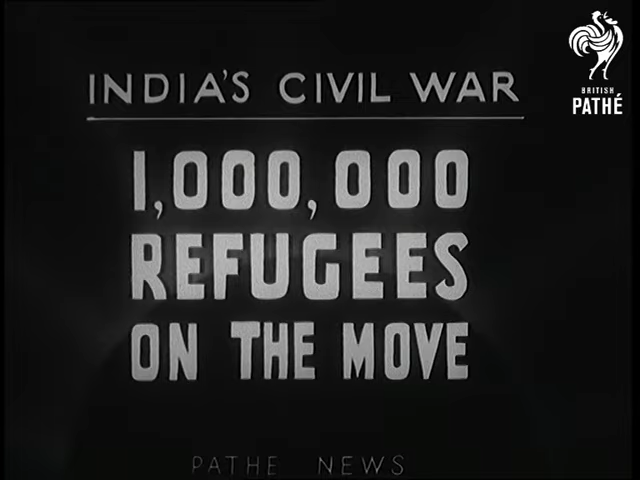 INDIA'S CIVIL WAR
1,000,000
REFUGEES
ON THE MOVE
PATHE NEWS
BRITISH
PATHÉ